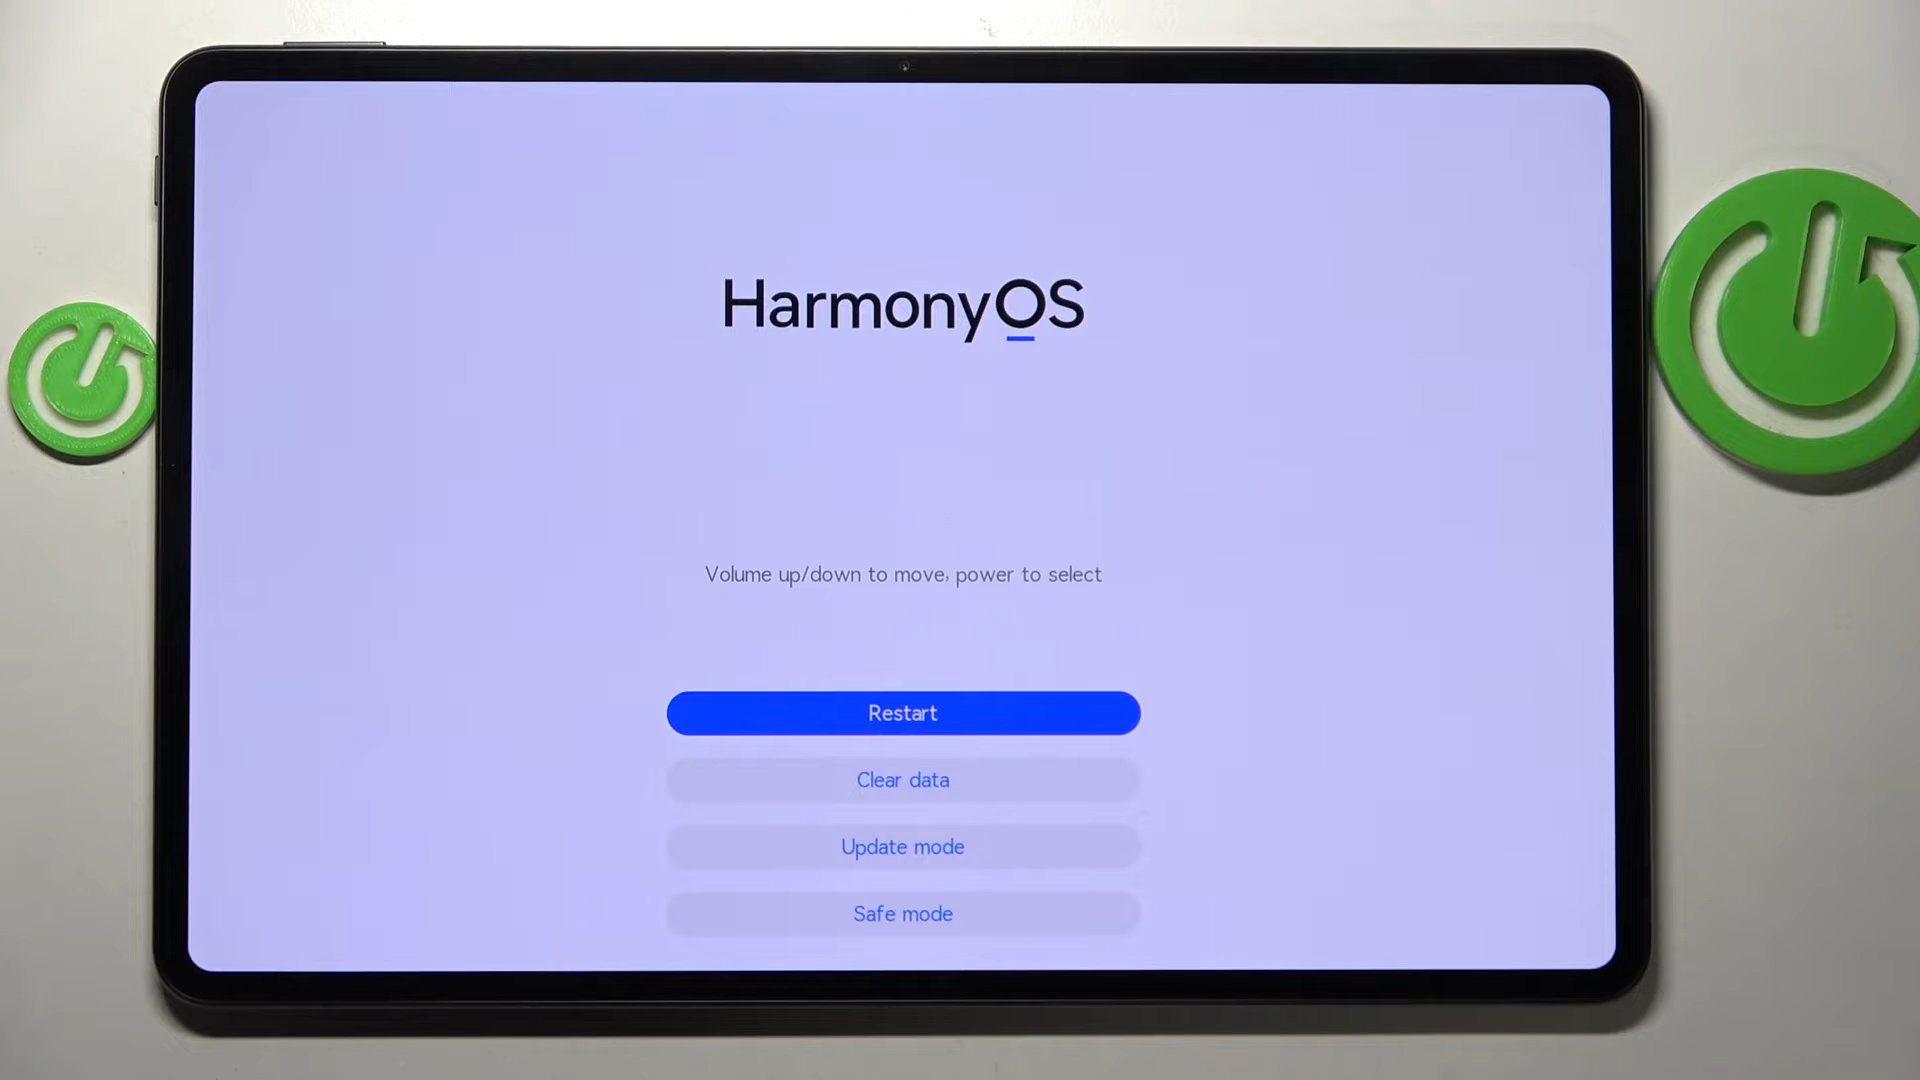 HarmonyOS
Volume up/down to move, power to select
Restart
Clear data
Update mode
Safe mode